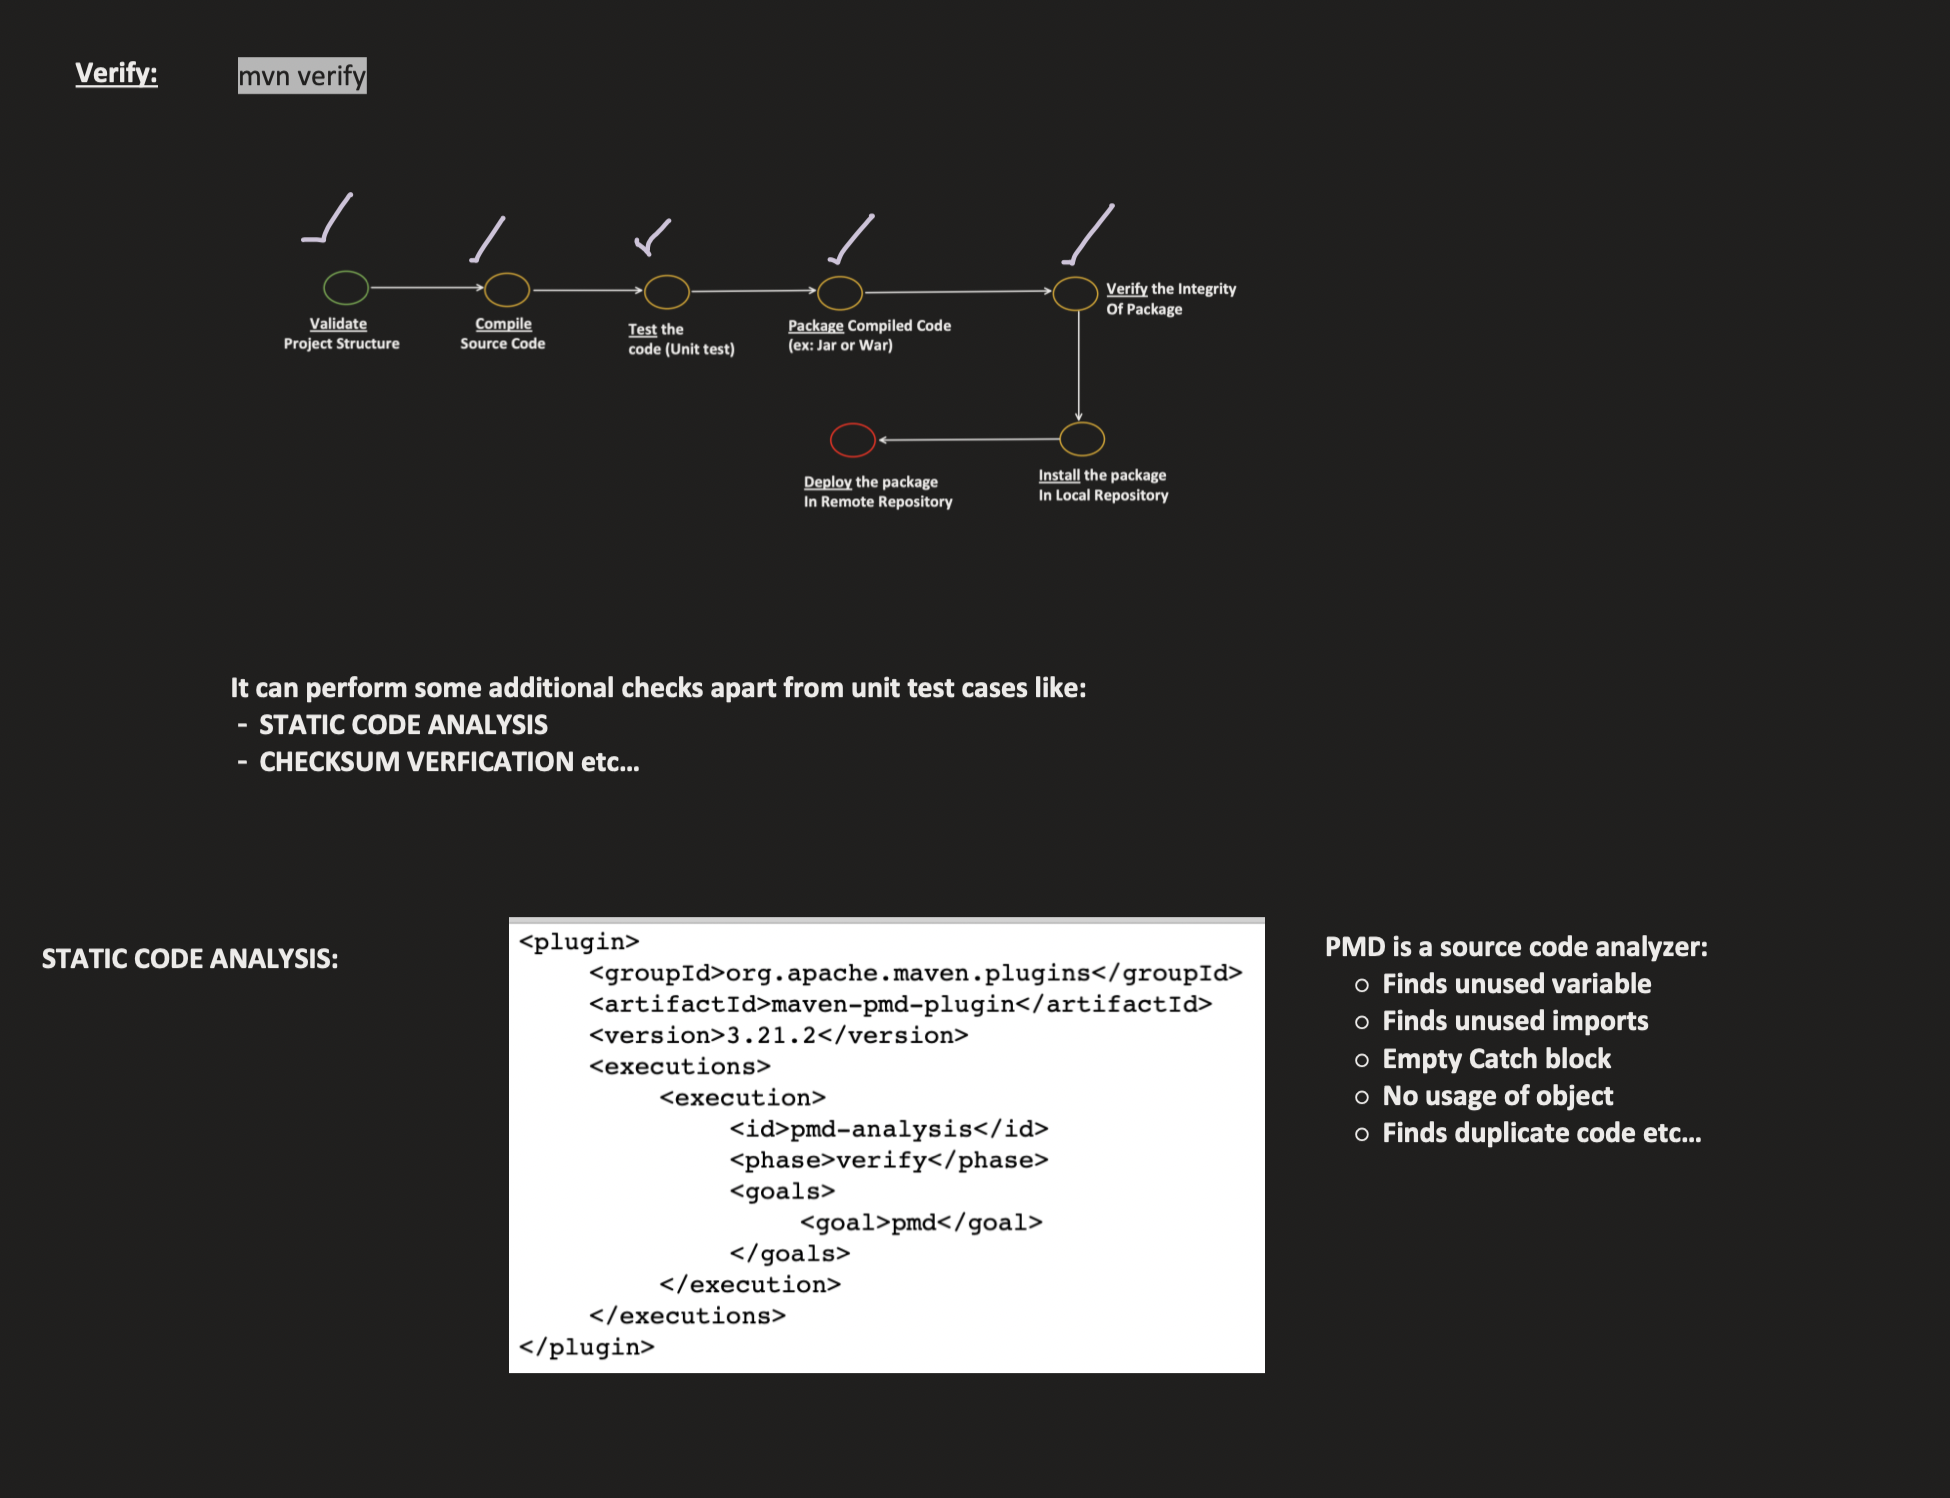 Verify:
mvn verify
Validate
Project Structure
Compile
Source Code
Test the
code (Unit test)
Package Compiled Code
(ex: Jar or War)
Verify the Integrity
Of Package
Deploy the package
In Remote Repository
Install the package
In Local Repository
It can perform some additional checks apart from unit test cases like:
- STATIC CODE ANALYSIS
- CHECKSUM VERFICATION etc...
STATIC CODE ANALYSIS:
<plugin>
<groupId>org.apache.maven.plugins</groupId>
<artifactId>maven-pmd-plugin</artifactId>
<version>3.21.2</version>
<executions>
<execution>
<id>pmd-analysis</id>
<phase>verify</phase>
<goals>
<goal>pmd</goal>
</goals>
</execution>
</executions>
</plugin>
PMD is a source code analyzer:
○ Finds unused variable
○ Finds unused imports
○ Empty Catch block
○ No usage of object
○ Finds duplicate code etc...